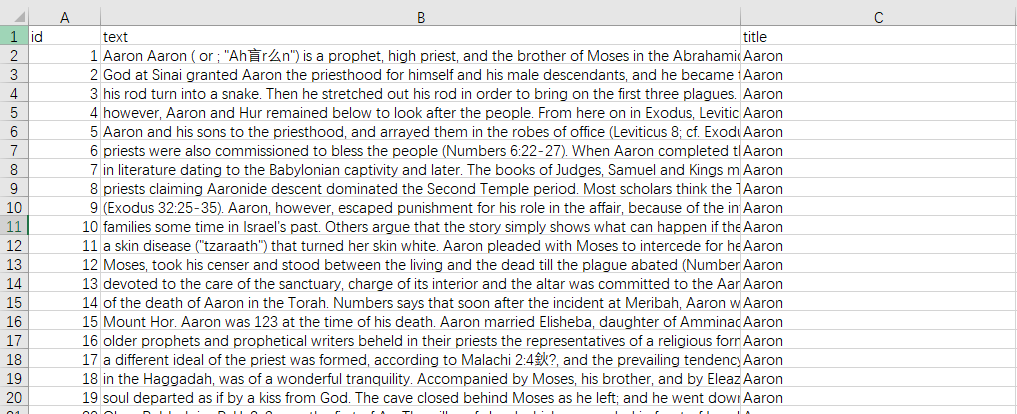 A B C
1 id text title
2 1 Aaron Aaron ( or ; "Ah盲r么n") is a prophet, high priest, and the brother of Moses in the Abrahamic Aaron
3 2 God at Sinai granted Aaron the priesthood for himself and his male descendants, and he became Aaron
4 3 his rod turn into a snake. Then he stretched out his rod in order to bring on the first three plagues. Aaron
5 4 however, Aaron and Hur remained below to look after the people. From here on in Exodus, Levitic Aaron
6 5 Aaron and his sons to the priesthood, and arrayed them in the robes of office (Leviticus 8; cf. Exodu Aaron
7 6 priests were also commissioned to bless the people (Numbers 6:22-27). When Aaron completed Aaron
8 7 in literature dating to the Babylonian captivity and later. The books of Judges, Samuel and Kings m Aaron
9 8 priests claiming Aaronide descent dominated the Second Temple period. Most scholars think the Aaron
10 9 (Exodus 32:25-35). Aaron, however, escaped punishment for his role in the affair, because of the in Aaron
11 10 families some time in Israel's past. Others argue that the story simply shows what can happen if the Aaron
12 11 a skin disease ("tzaraath") that turned her skin white. Aaron pleaded with Moses to intercede for he Aaron
13 12 Moses, took his censer and stood between the living and the dead till the plague abated (Number Aaron
14 13 devoted to the care of the sanctuary, charge of its interior and the altar was committed to the Aar Aaron
15 14 of the death of Aaron in the Torah. Numbers says that soon after the incident at Meribah, Aaron w Aaron
16 15 Mount Hor. Aaron was 123 at the time of his death. Aaron married Elisheba, daughter of Amminac Aaron
17 16 older prophets and prophetical writers beheld in their priests the representatives of a religious forn Aaron
18 17 a different ideal of the priest was formed, according to Malachi 2:4鈥?, and the prevailing tendency Aaron
19 18 in the Haggadah, was of a wonderful tranquility. Accompanied by Moses, his brother, and by Eleaz Aaron
20 19 soul departed as if by a kiss from God. The cave closed behind Moses as he left; and he went dow Aaron